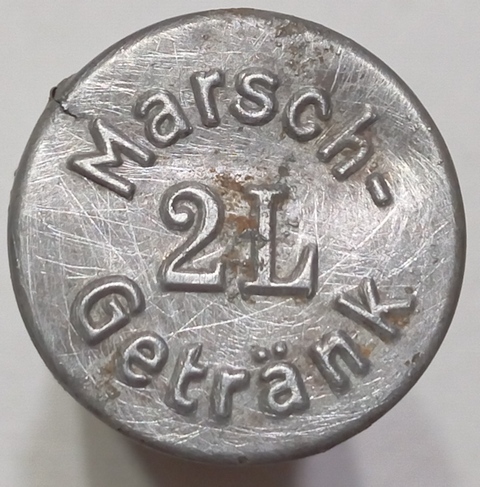 Marsch-
2L
Getränk